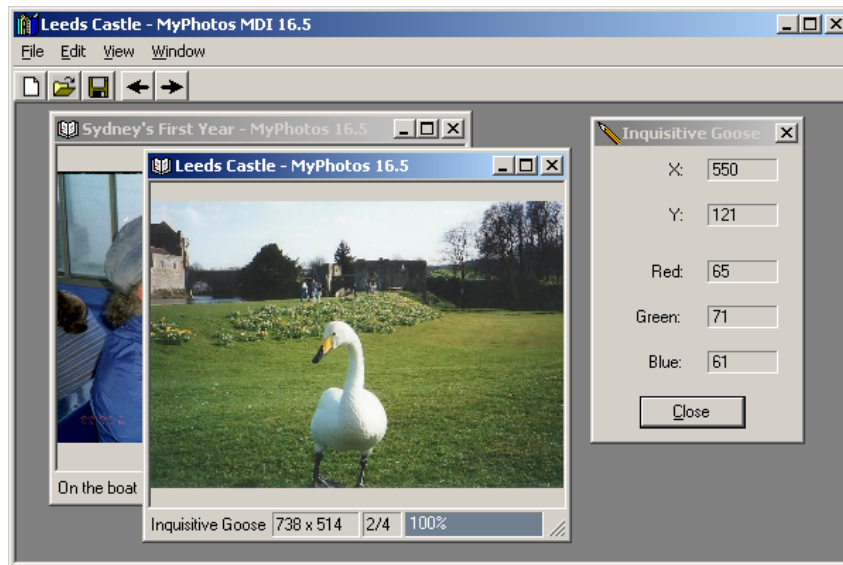 Leeds Castle - MyPhotos MDI 16.5
File Edit View Window
Sydney's First Year - MyPhotos 16.5
Leeds Castle - MyPhotos 16.5
On the boat
Inquisitive Goose 738 x 514 2/4 100%
Inquisitive Goose
X: 550
Y: 121
Red: 65
Green: 71
Blue: 61
Close